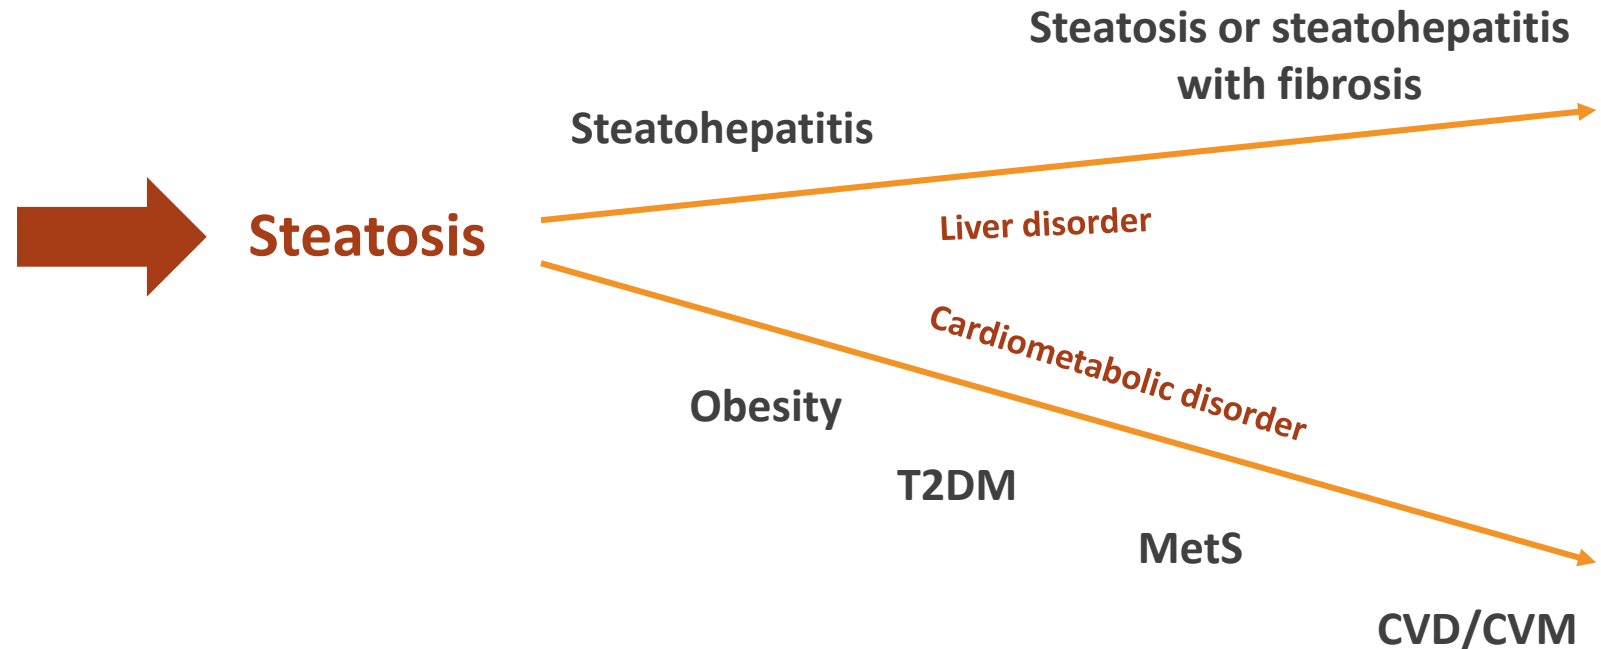 Steatosis or steatohepatitis
with fibrosis
Steatohepatitis
Steatosis
Liver disorder
Cardiometabolic disorder
Obesity
T2DM
MetS
CVD/CVM